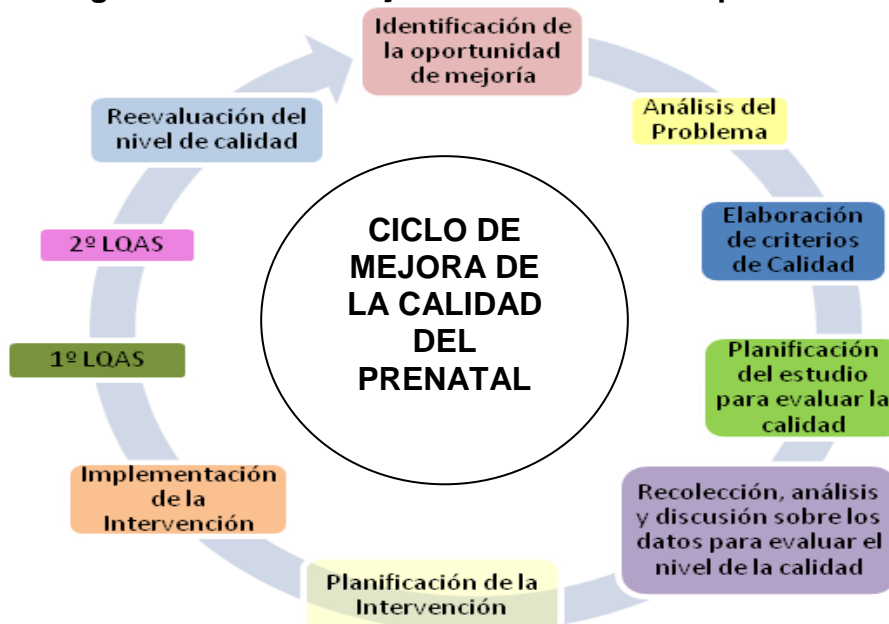 Identificación de
la oportunidad
de mejoría
Análisis del
Problema
Elaboración
de criterios
de Calidad
Planificación
del estudio
para evaluar la
calidad
Recolección, análisis
y discusión sobre los
datos para evaluar el
nivel de la calidad
Planificación de la
Intervención
Implementación
de la
Intervención
1º LQAS
2º LQAS
Reevaluación del
nivel de calidad
CICLO DE
MEJORA DE
LA CALIDAD
DEL
PRENATAL